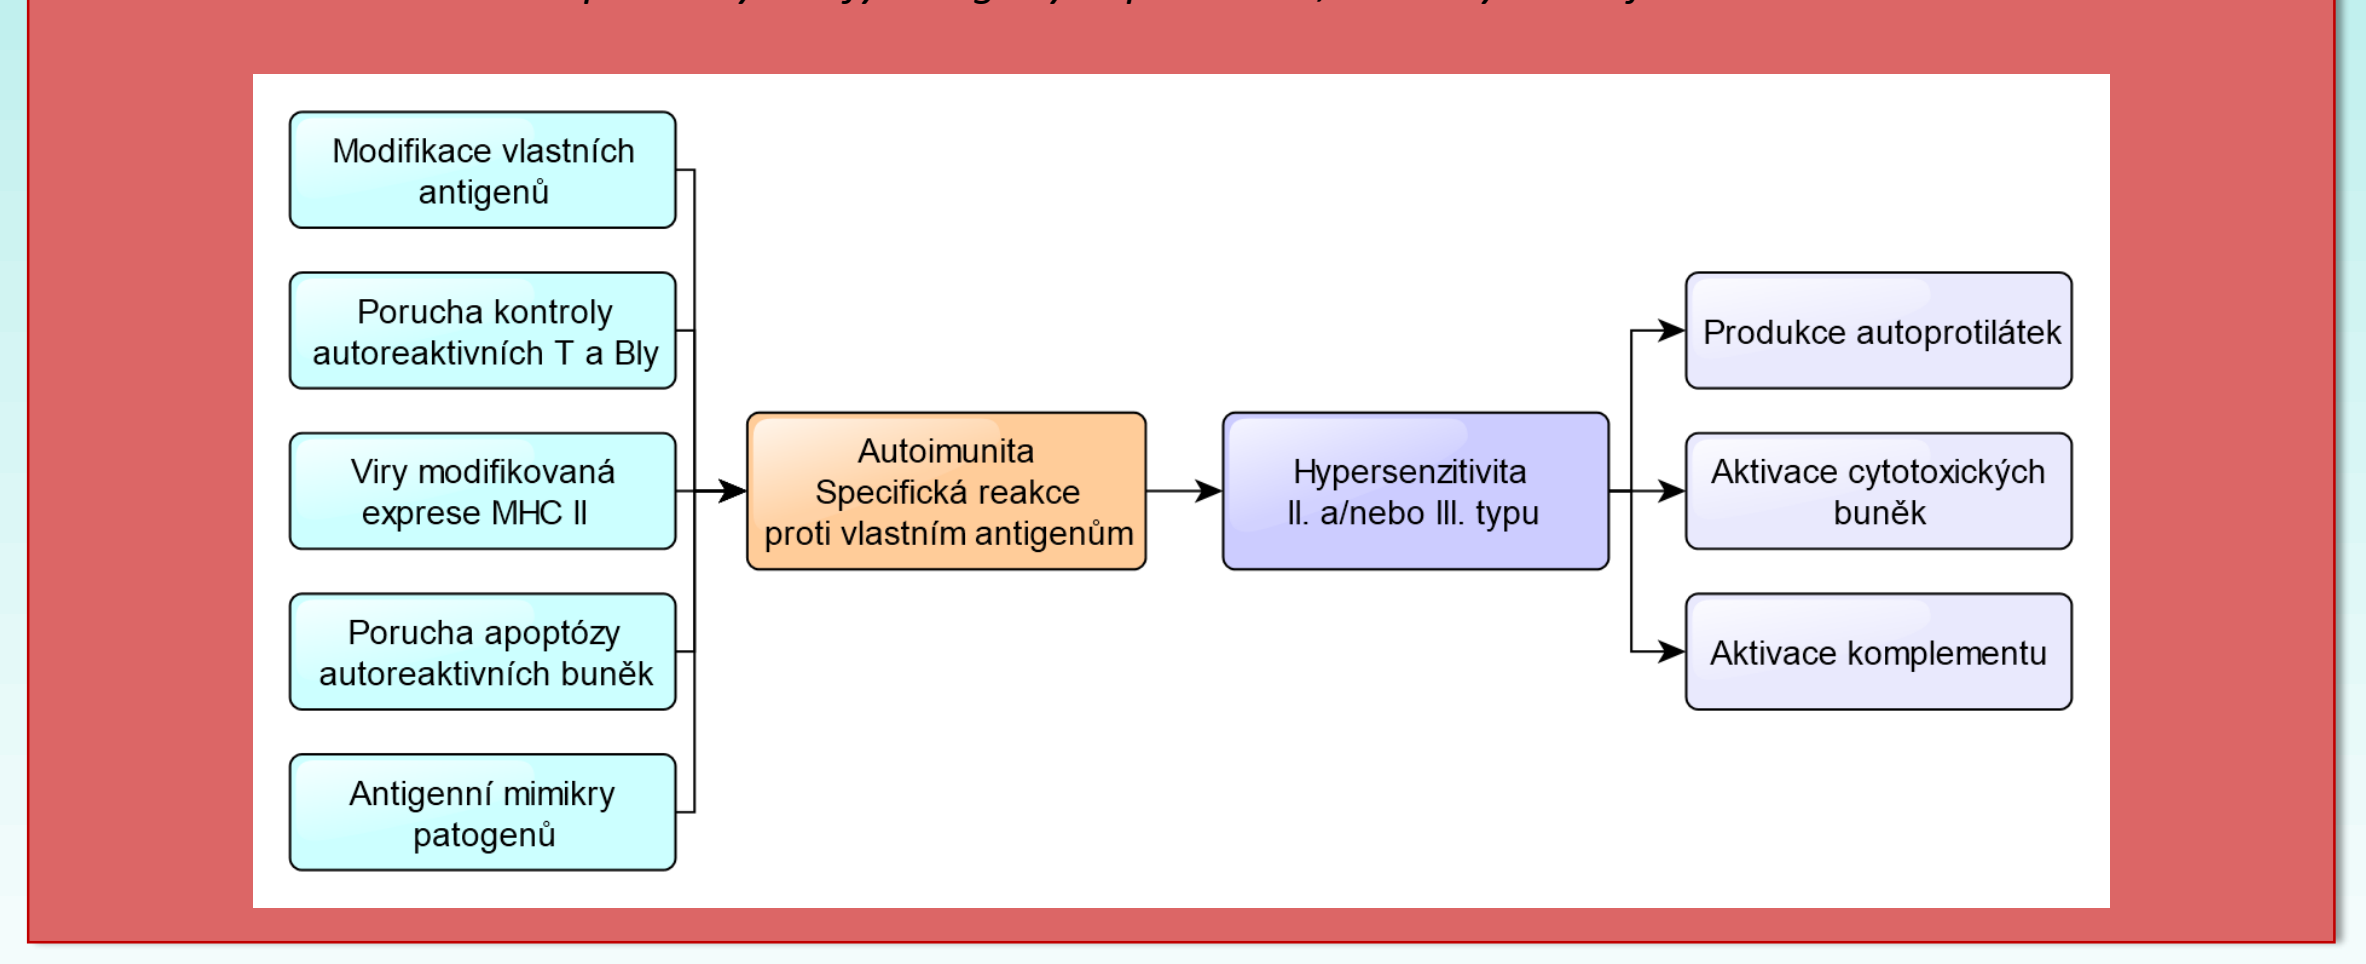 Modifikace vlastních
antigenů
Porucha kontroly
autoreaktivních T a Bly
Viry modifikovaná
exprese MHC II
Porucha apoptózy
autoreaktivních buněk
Antigenní mimikry
patogenů
Autoimunita
Specifická reakce
proti vlastním antigenům
Hypersenzitivita
II. a/nebo III. typu
Produkce autoprotilátek
Aktivace cytotoxických
buněk
Aktivace komplementu